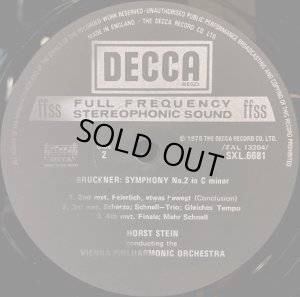 ALL RIGHTS OF THE RECORD MANUFACTURER AND OF THE OWNER OF THE RECORDED WORK RESERVED · UNAUTHORISED PUBLIC PERFORMANCE BROADCASTING AND COPYING OF THIS RECORD PROHIBITED
MADE IN ENGLAND · THE DECCA RECORD CO LTD
DECCA
REGD.
ffss FULL FREQUENCY ffss
STEREOPHONIC SOUND
SOLD OUT
2
℗ 1975 THE DECCA RECORD CO. LTD.
ZAL 13204
SXL.6681
BRUCKNER: SYMPHONY No.2 in C minor
1. 2nd mvt. Feierlich, etwas bewegt (Conclusion)
2. 3rd mvt. Scherzo; Schnell—Trio; Gleiches Tempo
3. 4th mvt. Finale; Mehr Schnell
HORST STEIN
conducting the
VIENNA PHILHARMONIC ORCHESTRA